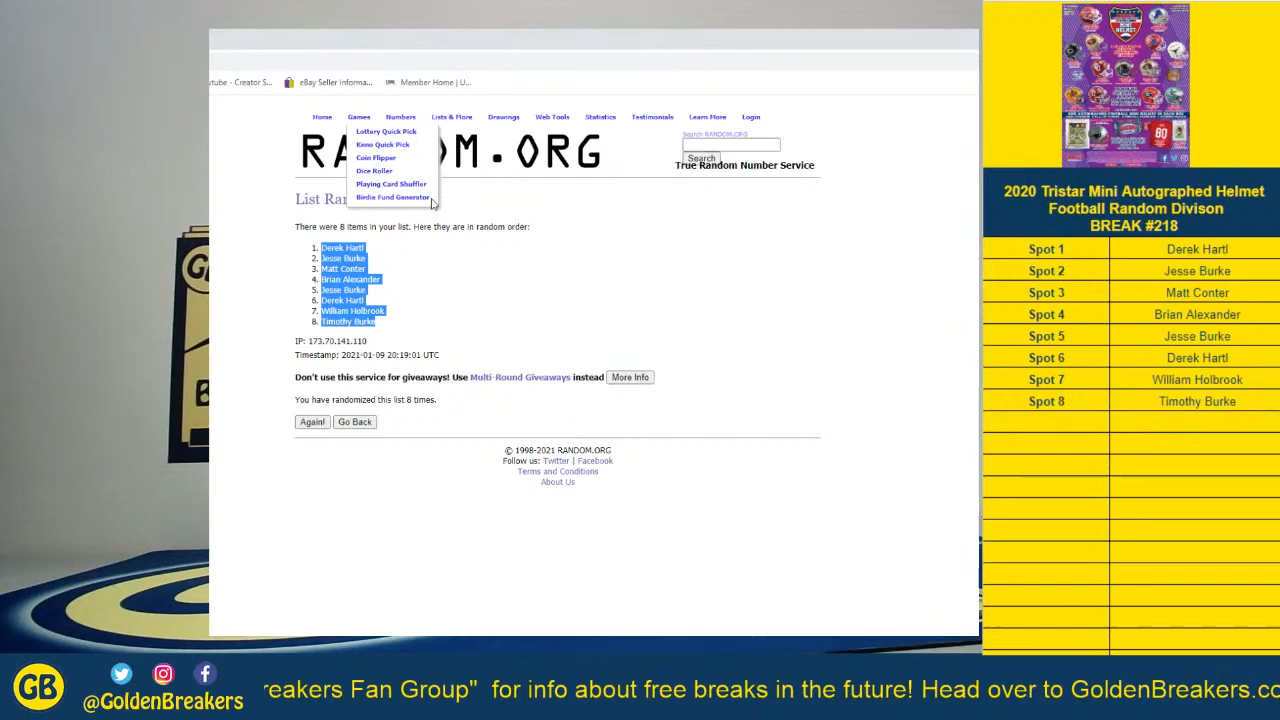 utube - Creator S... eBay Seller Informa... Member Home | U...
Home Games Numbers Lists & More Drawings Web Tools Statistics Testimonials Learn More Login
Lottery Quick Pick
Keno Quick Pick
Coin Flipper
Dice Roller
Playing Card Shuffler
Birdie Fund Generator
Search RANDOM.ORG
Search
True Random Number Service
There were 8 items in your list. Here they are in random order:
1. Derek Hartl
2. Jesse Burke
3. Matt Conter
4. Brian Alexander
5. Jesse Burke
6. Derek Hartl
7. William Holbrook
8. Timothy Burke
IP: 173.70.141.110
Timestamp: 2021-01-09 20:19:01 UTC
Don't use this service for giveaways! Use Multi-Round Giveaways instead More Info
You have randomized this list 8 times.
Again! Go Back
© 1998-2021 RANDOM.ORG
Follow us: Twitter | Facebook
Terms and Conditions
About Us
2020 Tristar Mini Autographed Helmet
Football Random Divison
BREAK #218
Spot 1 Derek Hartl
Spot 2 Jesse Burke
Spot 3 Matt Conter
Spot 4 Brian Alexander
Spot 5 Jesse Burke
Spot 6 Derek Hartl
Spot 7 William Holbrook
Spot 8 Timothy Burke
GB
@GoldenBreakers
reakers Fan Group" for info about free breaks in the future! Head over to GoldenBreakers.co